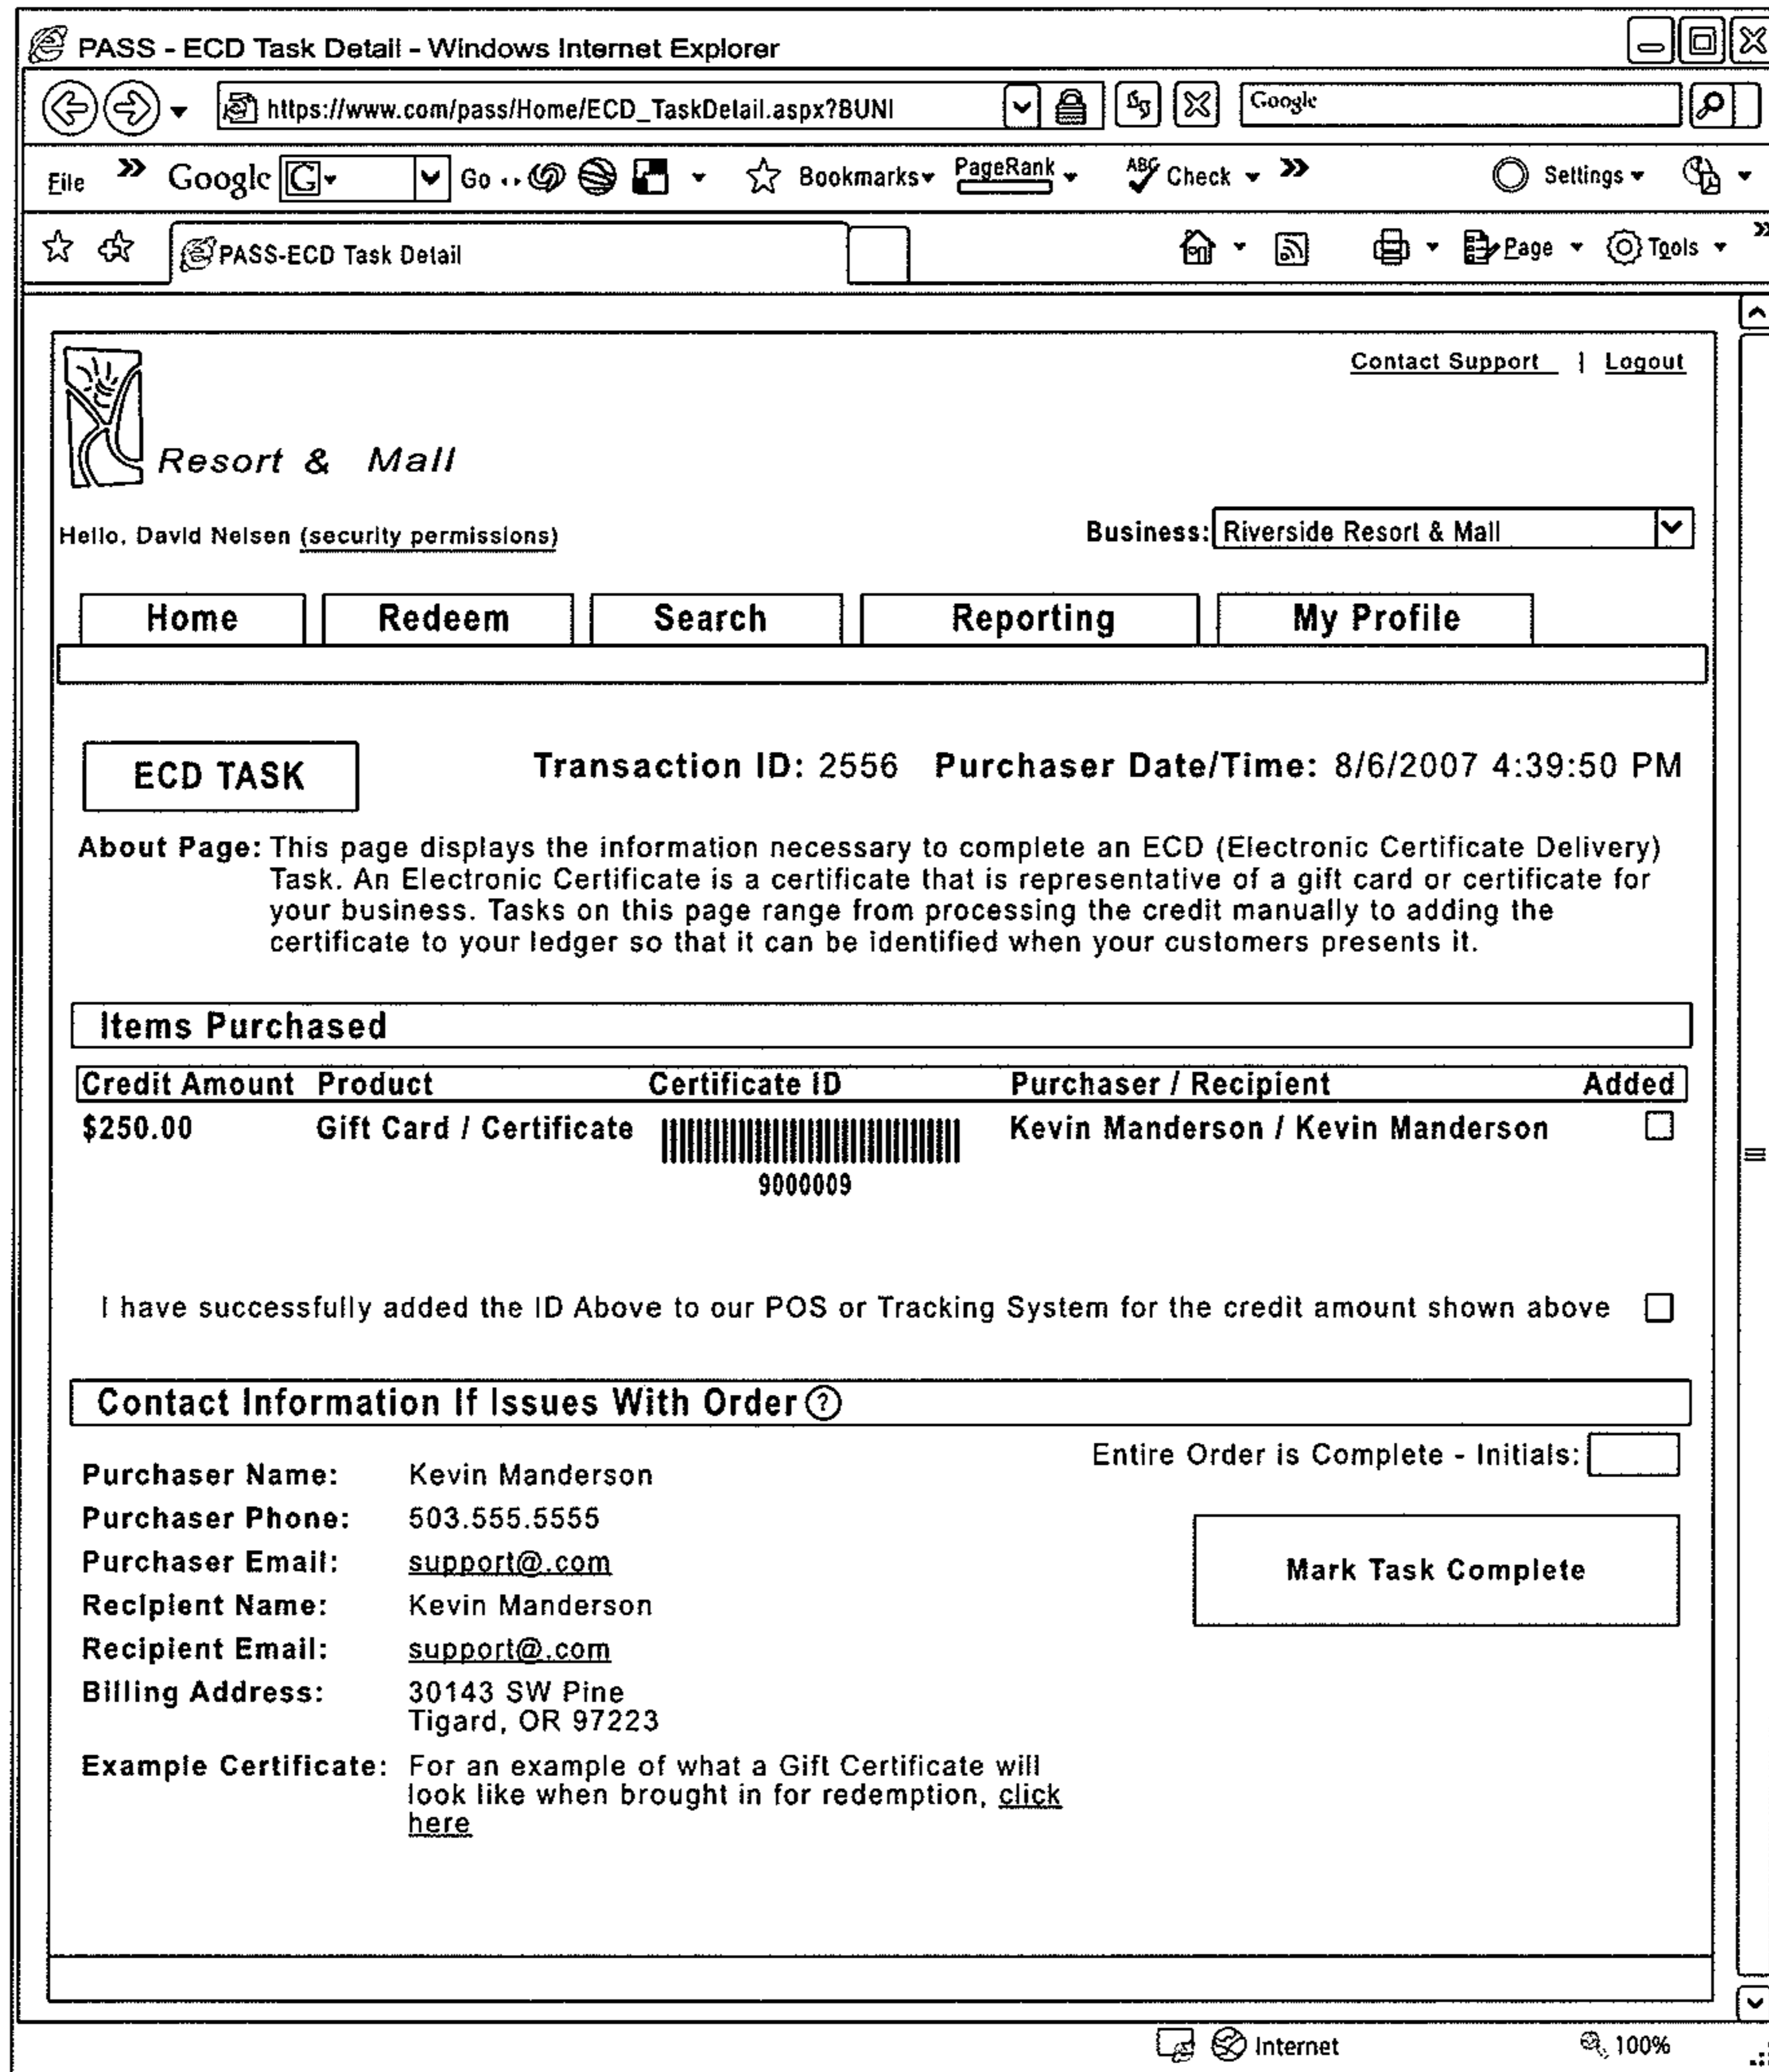 PASS - ECD Task Detail - Windows Internet Explorer
https://www.com/pass/Home/ECD_TaskDetail.aspx?BUNI
Google
File » Google G Go Bookmarks PageRank ABC Check » Settings
PASS-ECD Task Detail Page Tools »
Contact Support | Logout
Resort & Mall
Hello, David Nelsen (security permissions) Business: Riverside Resort & Mall
Home Redeem Search Reporting My Profile
ECD TASK Transaction ID: 2556 Purchaser Date/Time: 8/6/2007 4:39:50 PM
About Page: This page displays the information necessary to complete an ECD (Electronic Certificate Delivery)
Task. An Electronic Certificate is a certificate that is representative of a gift card or certificate for
your business. Tasks on this page range from processing the credit manually to adding the
certificate to your ledger so that it can be identified when your customers presents it.
Items Purchased
Credit Amount Product Certificate ID Purchaser / Recipient Added
$250.00 Gift Card / Certificate Kevin Manderson / Kevin Manderson
9000009
I have successfully added the ID Above to our POS or Tracking System for the credit amount shown above
Contact Information If Issues With Order ?
Entire Order is Complete - Initials:
Purchaser Name: Kevin Manderson
Purchaser Phone: 503.555.5555
Purchaser Email: support@.com
Mark Task Complete
Recipient Name: Kevin Manderson
Recipient Email: support@.com
Billing Address: 30143 SW Pine
Tigard, OR 97223
Example Certificate: For an example of what a Gift Certificate will
look like when brought in for redemption, click
here
Internet 100%